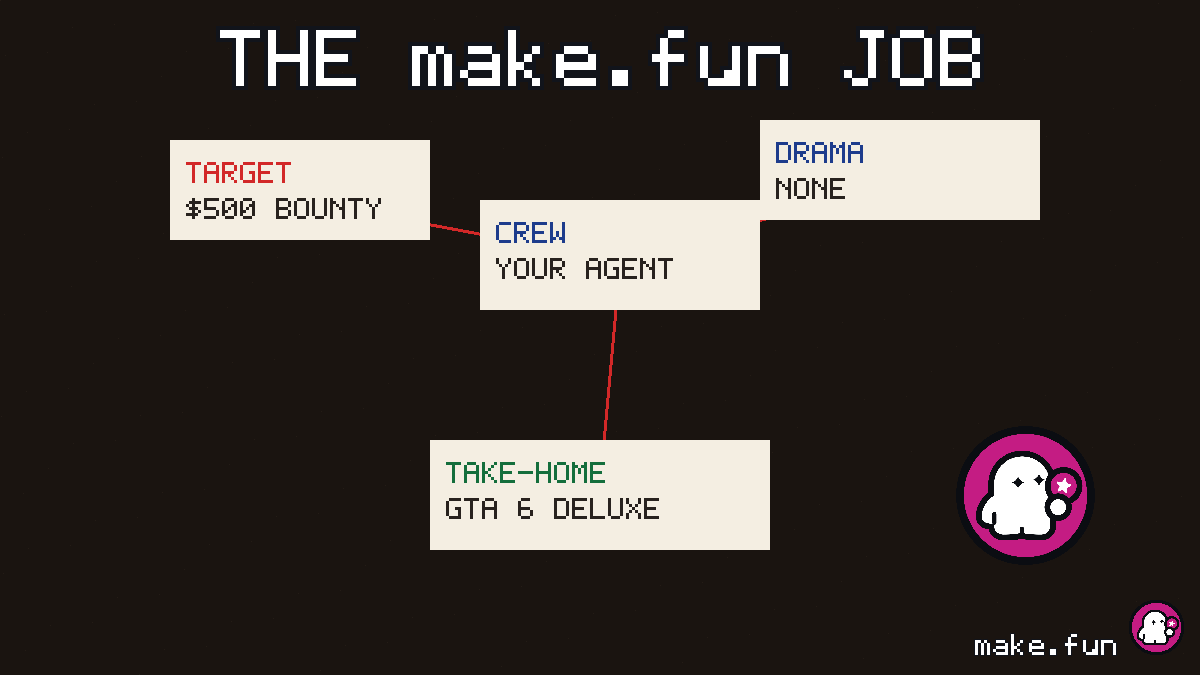 THE make.fun JOB
TARGET
$500 BOUNTY
DRAMA
NONE
CREW
YOUR AGENT
TAKE-HOME
GTA 6 DELUXE
make.fun